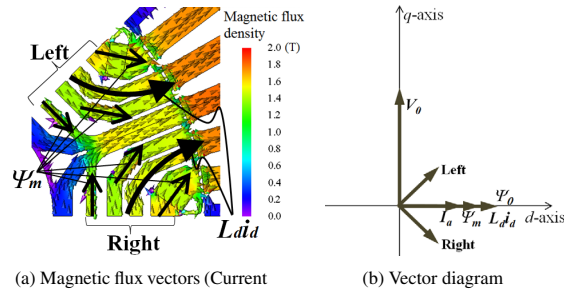 Magnetic flux
density
2.0 (T)
1.8
1.6
1.4
1.2
1.0
0.8
0.6
0.4
0.2
0.0
Left
Ψm
Right
Ldid
(a) Magnetic flux vectors (Current
q-axis
V0
Left
Ψ0
Ia Ψm Ldid d-axis
Right
(b) Vector diagram